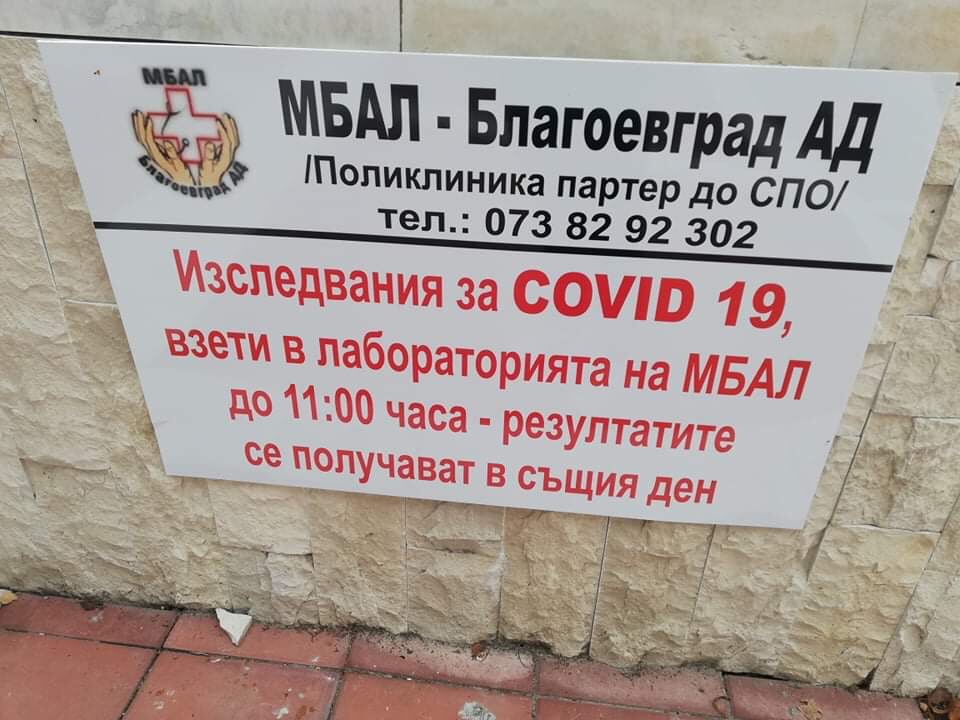 МБАЛ
Благоевград АД
МБАЛ - Благоевград АД
/Поликлиника партер до СПО/
тел.: 073 82 92 302
Изследвания за COVID 19,
взети в лабораторията на МБАЛ
до 11:00 часа - резултатите
се получават в същия ден